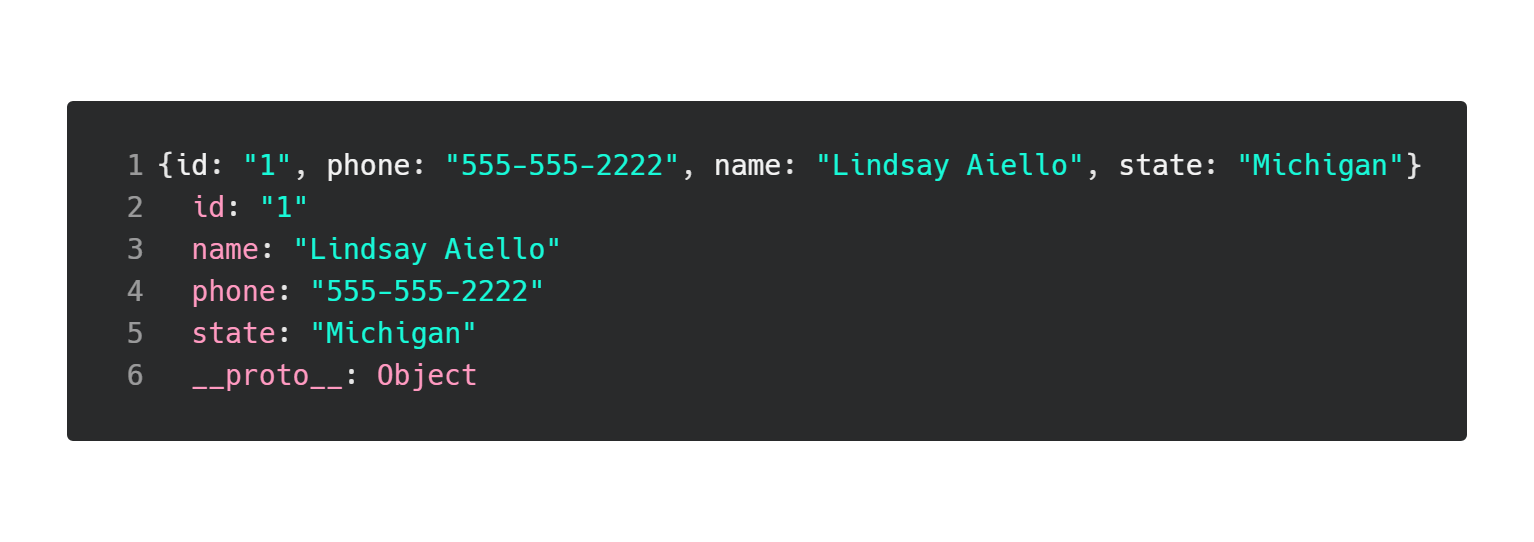 1 {id: "1", phone: "555-555-2222", name: "Lindsay Aiello", state: "Michigan"}
2 id: "1"
3 name: "Lindsay Aiello"
4 phone: "555-555-2222"
5 state: "Michigan"
6 __proto__: Object